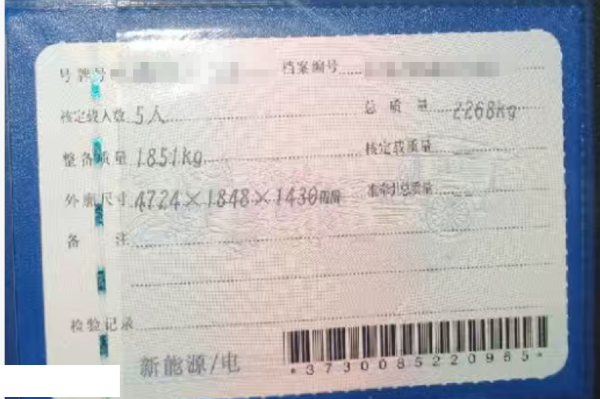 号牌号 档案编号
核定载人数 5人 总质量 2268kg
整备质量 1851kg 核定载质量
外廓尺寸 4724×1848×1430 准牵引总质量
备注
检验记录
新能源/电
*3730085220965*